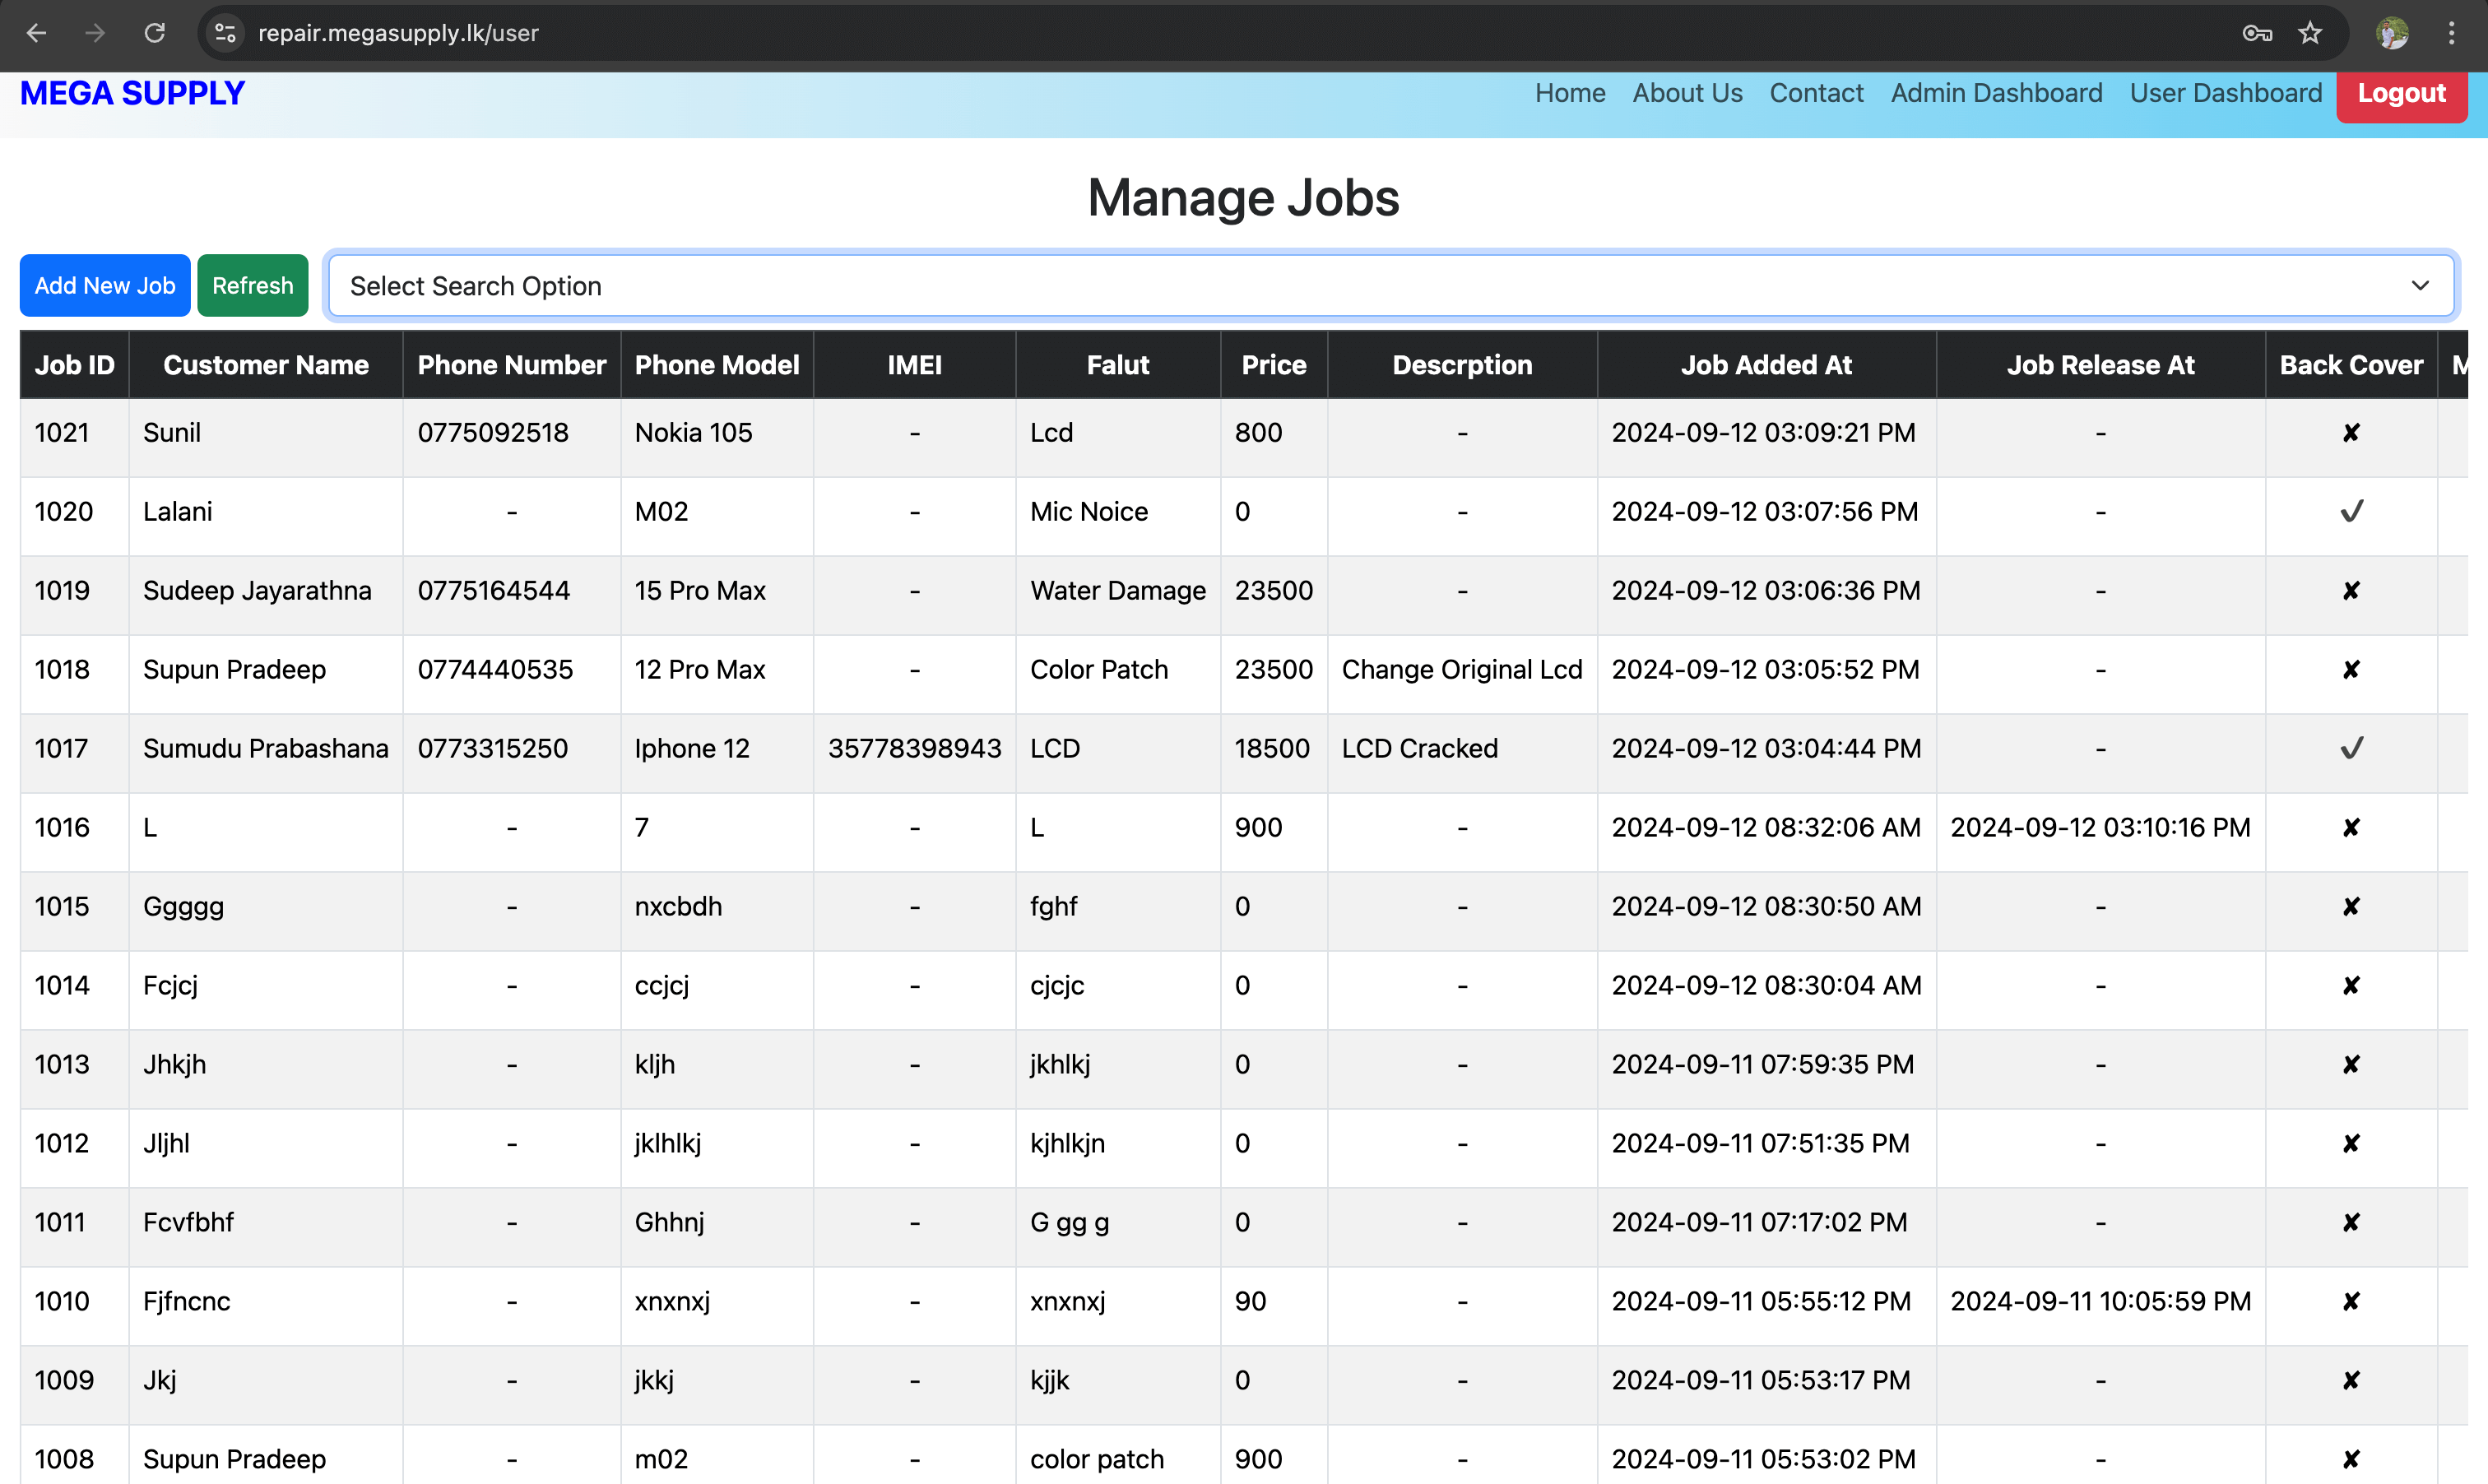 repair.megasupply.lk/user
MEGA SUPPLY Home About Us Contact Admin Dashboard User Dashboard Logout
Manage Jobs
Add New Job Refresh Select Search Option
Job ID Customer Name Phone Number Phone Model IMEI Falut Price Descrption Job Added At Job Release At Back Cover
1021 Sunil 0775092518 Nokia 105 - Lcd 800 - 2024-09-12 03:09:21 PM - ✘
1020 Lalani - M02 - Mic Noice 0 - 2024-09-12 03:07:56 PM - ✔
1019 Sudeep Jayarathna 0775164544 15 Pro Max - Water Damage 23500 - 2024-09-12 03:06:36 PM - ✘
1018 Supun Pradeep 0774440535 12 Pro Max - Color Patch 23500 Change Original Lcd 2024-09-12 03:05:52 PM - ✘
1017 Sumudu Prabashana 0773315250 Iphone 12 35778398943 LCD 18500 LCD Cracked 2024-09-12 03:04:44 PM - ✔
1016 L - 7 - L 900 - 2024-09-12 08:32:06 AM 2024-09-12 03:10:16 PM ✘
1015 Ggggg - nxcbdh - fghf 0 - 2024-09-12 08:30:50 AM - ✘
1014 Fcjcj - ccjcj - cjcjc 0 - 2024-09-12 08:30:04 AM - ✘
1013 Jhkjh - kljh - jkhlkj 0 - 2024-09-11 07:59:35 PM - ✘
1012 Jljhl - jklhlkj - kjhlkjn 0 - 2024-09-11 07:51:35 PM - ✘
1011 Fcvfbhf - Ghhnj - G gg g 0 - 2024-09-11 07:17:02 PM - ✘
1010 Fjfncnc - xnxnxj - xnxnxj 90 - 2024-09-11 05:55:12 PM 2024-09-11 10:05:59 PM ✘
1009 Jkj - jkkj - kjjk 0 - 2024-09-11 05:53:17 PM - ✘
1008 Supun Pradeep - m02 - color patch 900 - 2024-09-11 05:53:02 PM - ✘